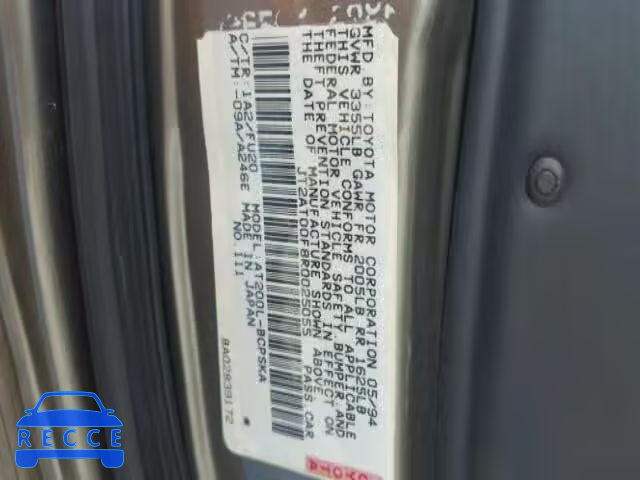 MFD BY: TOYOTA MOTOR CORPORATION 05/94
GVWR 3355LB GAWR FR 2005LB RR 1625LB
THIS VEHICLE CONFORMS TO ALL APPLICABLE
FEDERAL MOTOR VEHICLE SAFETY, BUMPER AND
THEFT PREVENTION STANDARDS IN EFFECT ON
THE DATE OF MANUFACTURE SHOWN ABOVE.
JT2AT00F8R0025055 PASS.CAR
C/TR: 1A2/FU20 MODEL: AT200L-BCPSKA
A/TM: -09A/A246E MADE IN JAPAN
NO.111
8A02839172
RECCE